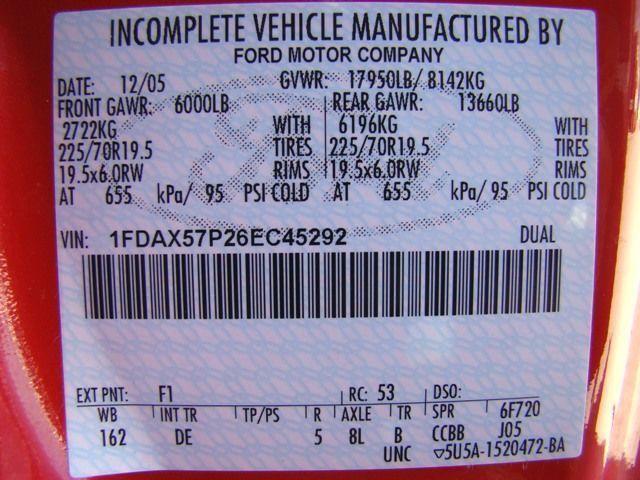 INCOMPLETE VEHICLE MANUFACTURED BY
FORD MOTOR COMPANY
DATE: 12/05 GVWR: 17950LB/ 8142KG
FRONT GAWR: 6000LB REAR GAWR: 13660LB
2722KG WITH 6196KG WITH
225/70R19.5 TIRES 225/70R19.5 TIRES
19.5x6.0RW RIMS 19.5x6.0RW RIMS
AT 655 kPa/ 95 PSI COLD AT 655 kPa/ 95 PSI COLD
VIN: 1FDAX57P26EC45292 DUAL
EXT PNT: F1 RC: 53 DSO:
WB INT TR TP/PS R AXLE TR SPR 6F720
162 DE 5 8L B CCBB J05
UNC ▽5U5A-1520472-BA